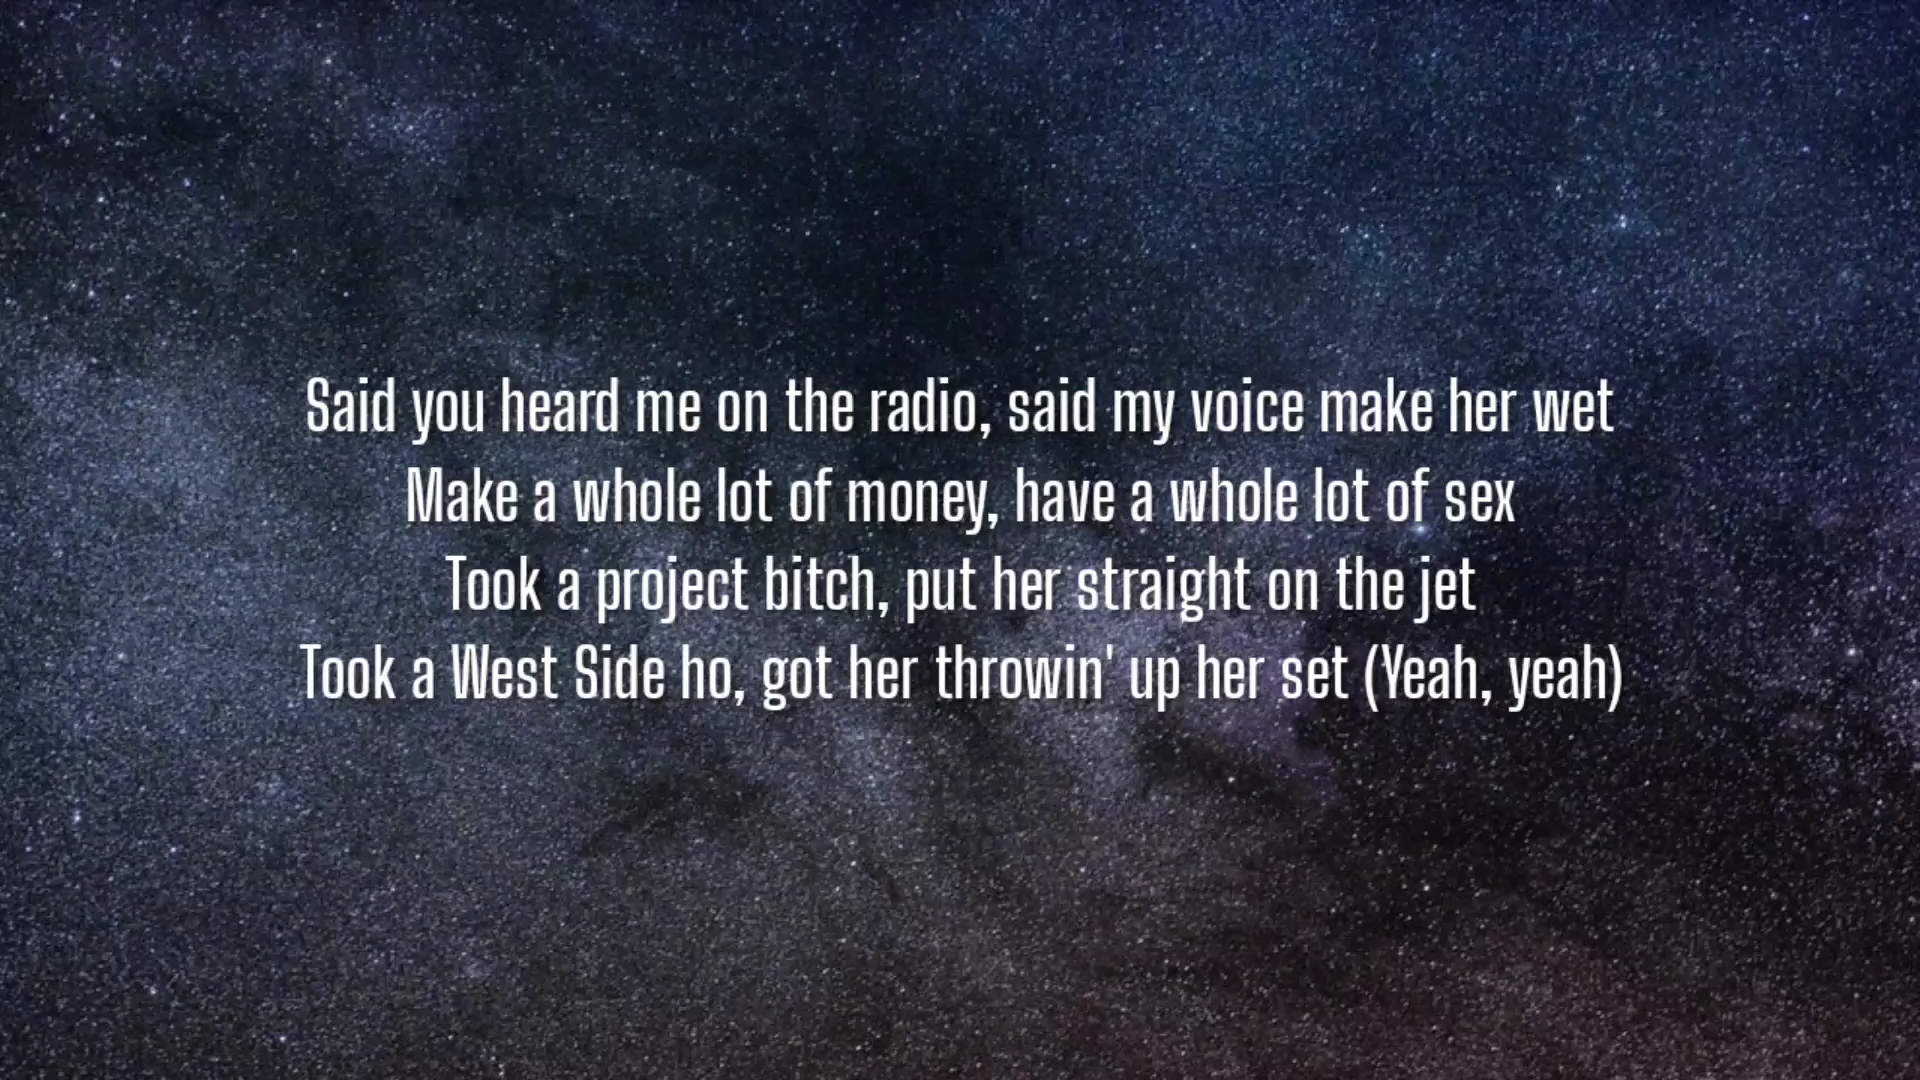 Said you heard me on the radio, said my voice make her wet
Make a whole lot of money, have a whole lot of sex
Took a project bitch, put her straight on the jet
Took a West Side ho, got her throwin' up her set (Yeah, yeah)